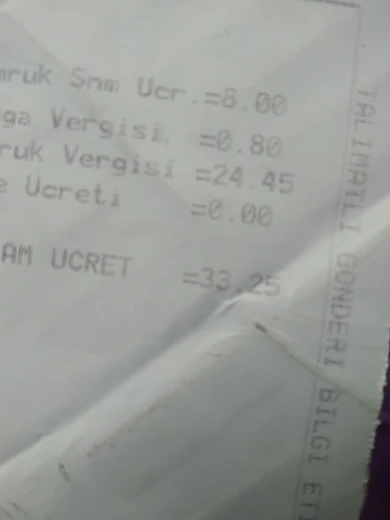 mruk Snm Ucr.=8.00
ga Vergisi. =0.80
ruk Vergisi =24.45
e Ucreti =0.00
AM UCRET =33.25
TALIMATLI GONDERI BILGI ETI